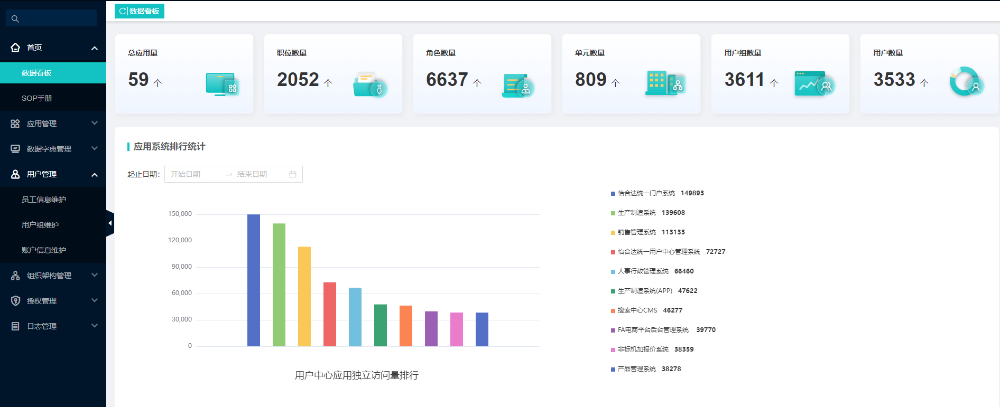 数据看板
首页
数据看板
SOP手册
应用管理
数据字典管理
用户管理
员工信息维护
用户组维护
账户信息维护
组织架构管理
授权管理
日志管理
总应用量
59 个
职位数量
2052 个
角色数量
6637 个
单元数量
809 个
用户组数量
3611 个
用户数量
3533 个
应用系统排行统计
起止日期: 开始日期 → 结束日期
150,000
120,000
90,000
60,000
30,000
0
用户中心应用独立访问量排行
怡合达统一门户系统 149893
生产制造系统 139608
销售管理系统 113135
怡合达统一用户中心管理系统 72727
人事行政管理系统 66460
生产制造系统(APP) 47622
搜索中心CMS 46277
FA电商平台后台管理系统 39770
非标机加报价系统 38359
产品管理系统 38278